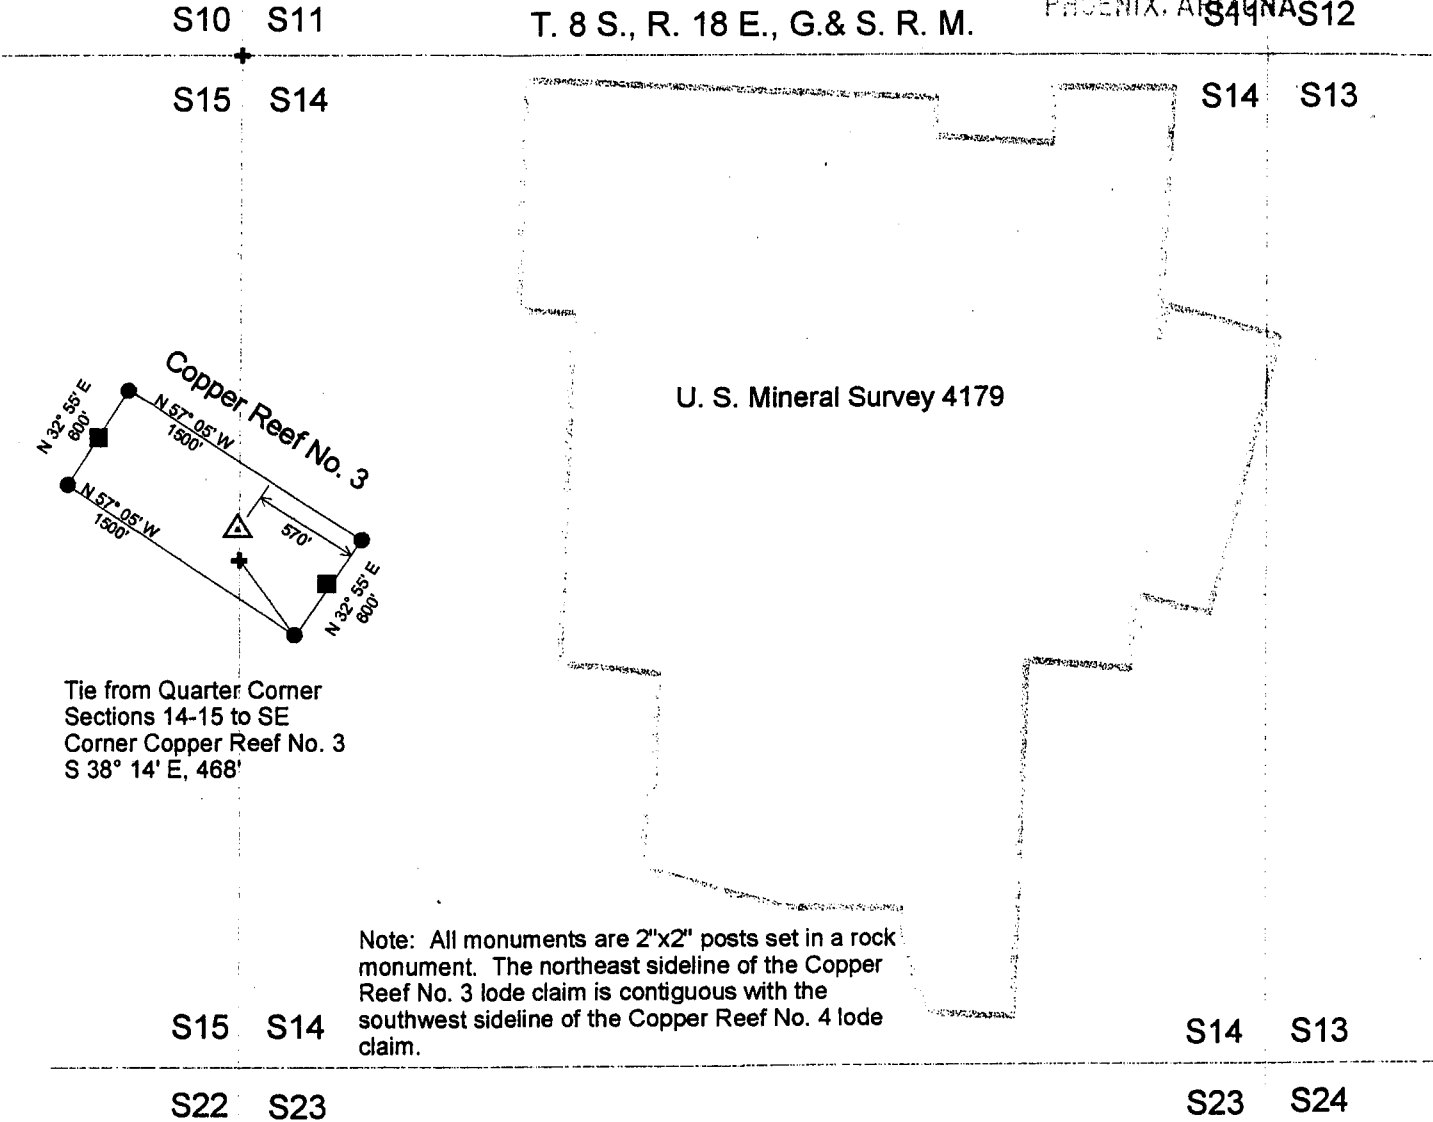 S10 S11
T. 8 S., R. 18 E., G.& S. R. M.
PHOENIX, ARIZONA
S11 S12
S15 S14
S14 S13
Copper Reef No. 3
N 32° 55' E
600'
N 57° 05' W
1500'
U. S. Mineral Survey 4179
N 57° 05' W
1500'
570'
N 32° 55' E
600'
Tie from Quarter Corner
Sections 14-15 to SE
Corner Copper Reef No. 3
S 38° 14' E, 468'
Note: All monuments are 2"x2" posts set in a rock
monument. The northeast sideline of the Copper
Reef No. 3 lode claim is contiguous with the
southwest sideline of the Copper Reef No. 4 lode
claim.
S15 S14
S14 S13
S22 S23
S23 S24